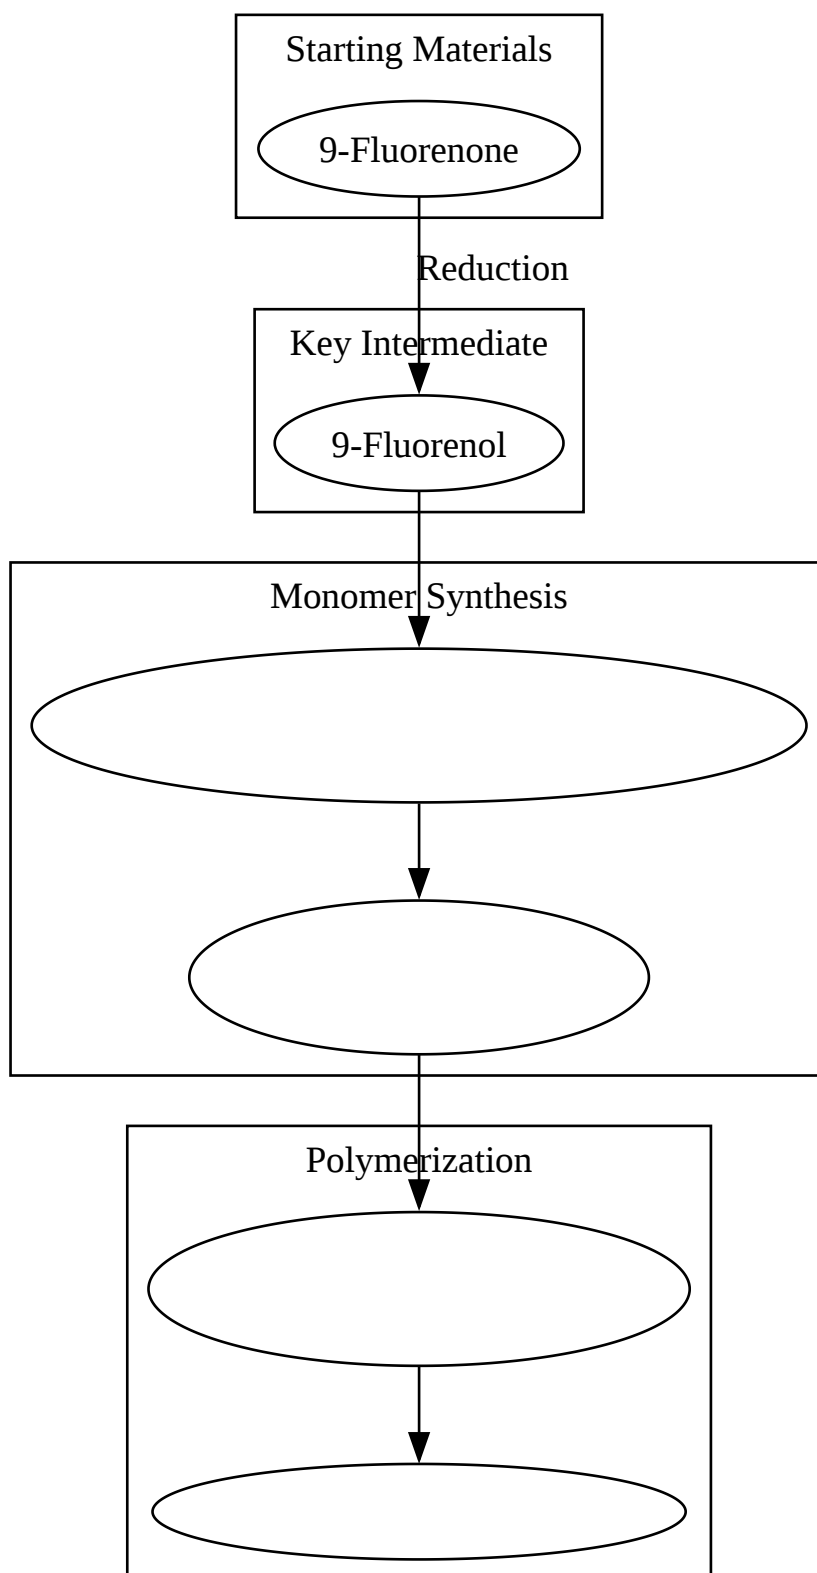 Starting Materials
9-Fluorenone
Reduction
Key Intermediate
9-Fluorenol
Monomer Synthesis
Polymerization